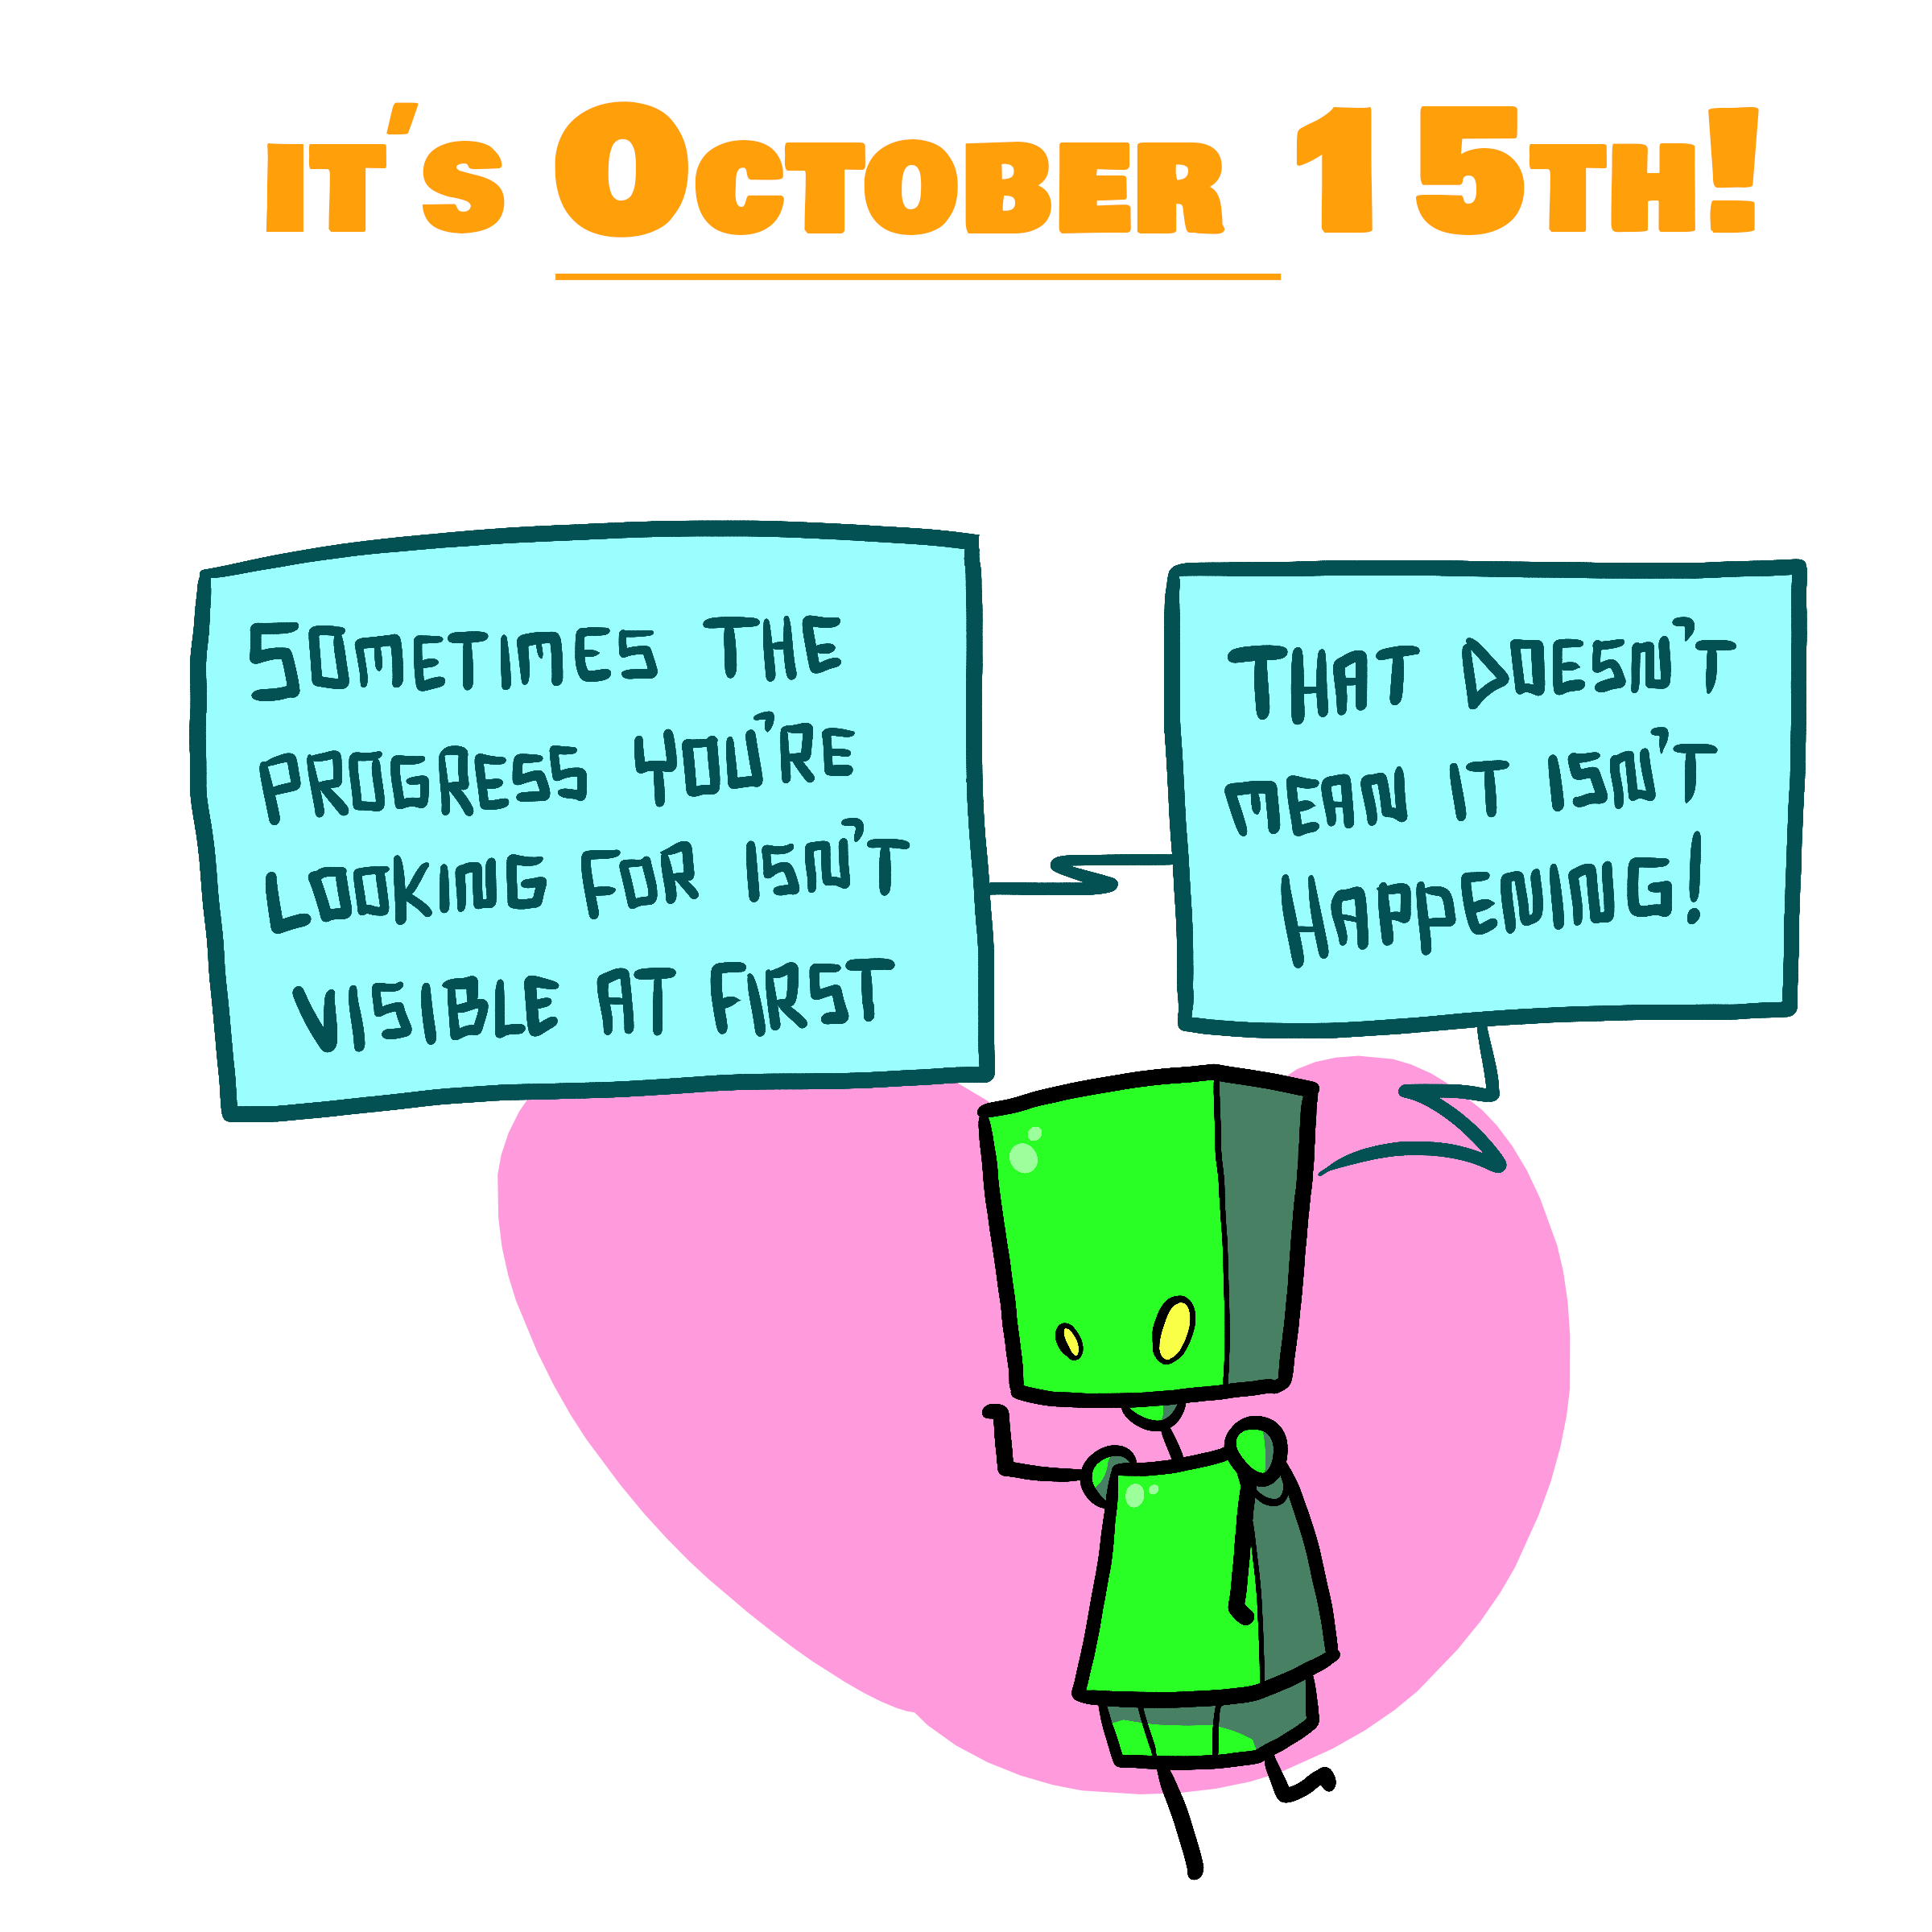 IT'S OCTOBER 15TH!
SOMETIMES THE
PROGRESS YOU'RE
LOOKING FOR ISN'T
VISIBLE AT FIRST
THAT DOESN'T
MEAN IT ISN'T
HAPPENING!